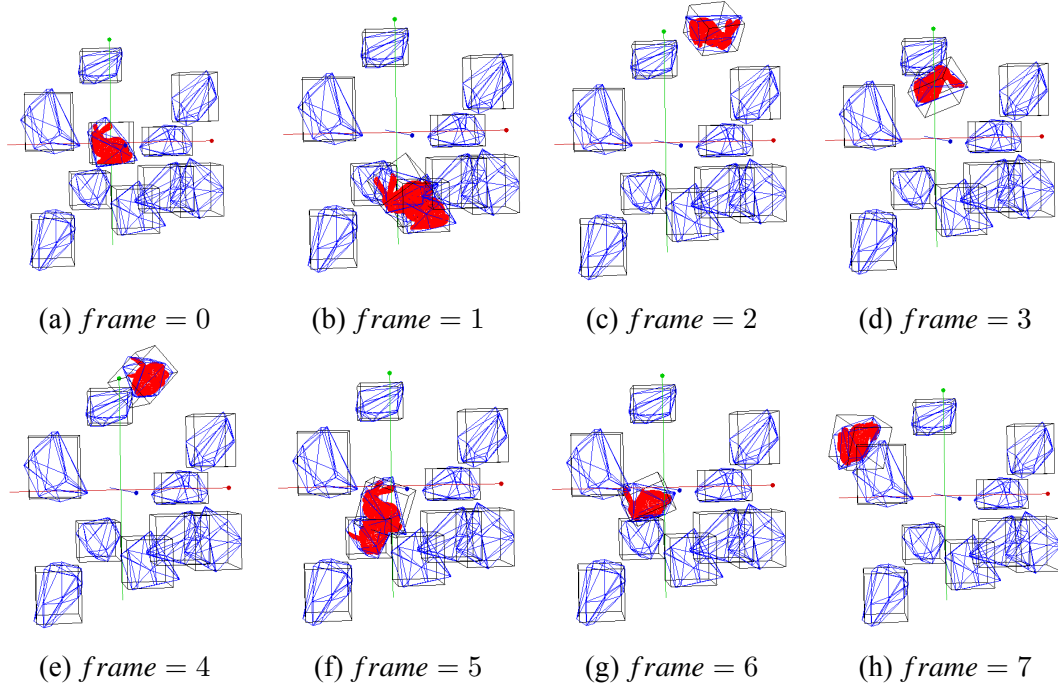 (a) frame = 0
(b) frame = 1
(c) frame = 2
(d) frame = 3
(e) frame = 4
(f) frame = 5
(g) frame = 6
(h) frame = 7